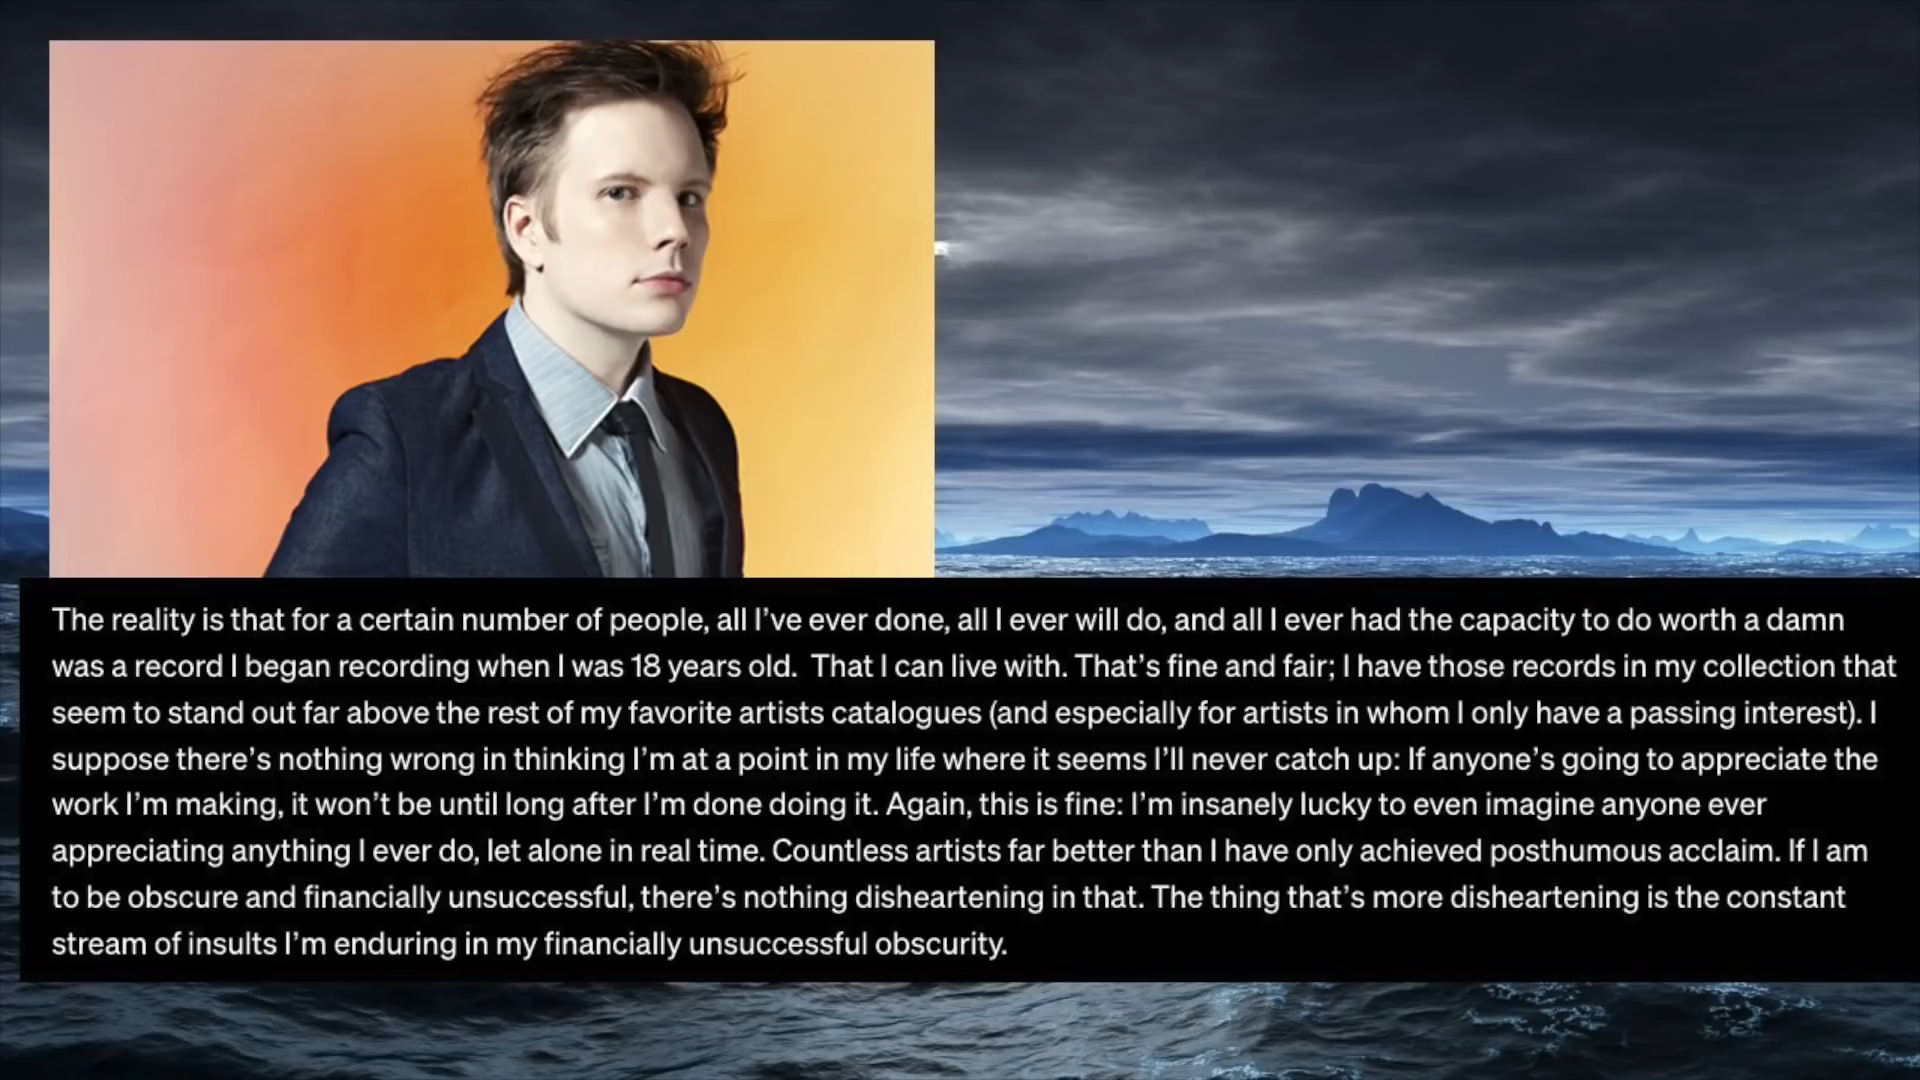 The reality is that for a certain number of people, all I’ve ever done, all I ever will do, and all I ever had the capacity to do worth a damn
was a record I began recording when I was 18 years old.  That I can live with. That’s fine and fair; I have those records in my collection that
seem to stand out far above the rest of my favorite artists catalogues (and especially for artists in whom I only have a passing interest). I
suppose there’s nothing wrong in thinking I’m at a point in my life where it seems I’ll never catch up: If anyone’s going to appreciate the
work I’m making, it won’t be until long after I’m done doing it. Again, this is fine: I’m insanely lucky to even imagine anyone ever
appreciating anything I ever do, let alone in real time. Countless artists far better than I have only achieved posthumous acclaim. If I am
to be obscure and financially unsuccessful, there’s nothing disheartening in that. The thing that’s more disheartening is the constant
stream of insults I’m enduring in my financially unsuccessful obscurity.